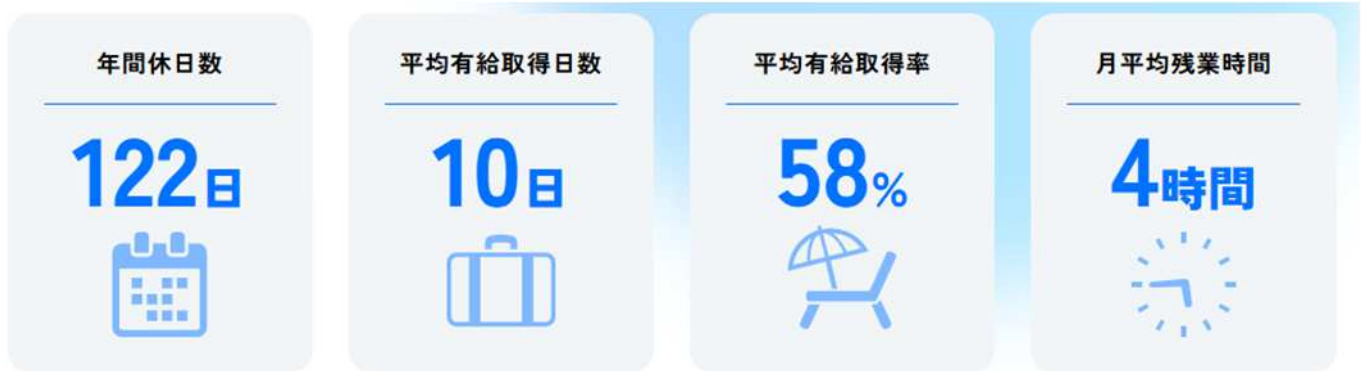 年間休日数
122日
平均有給取得日数
10日
平均有給取得率
58%
月平均残業時間
4時間